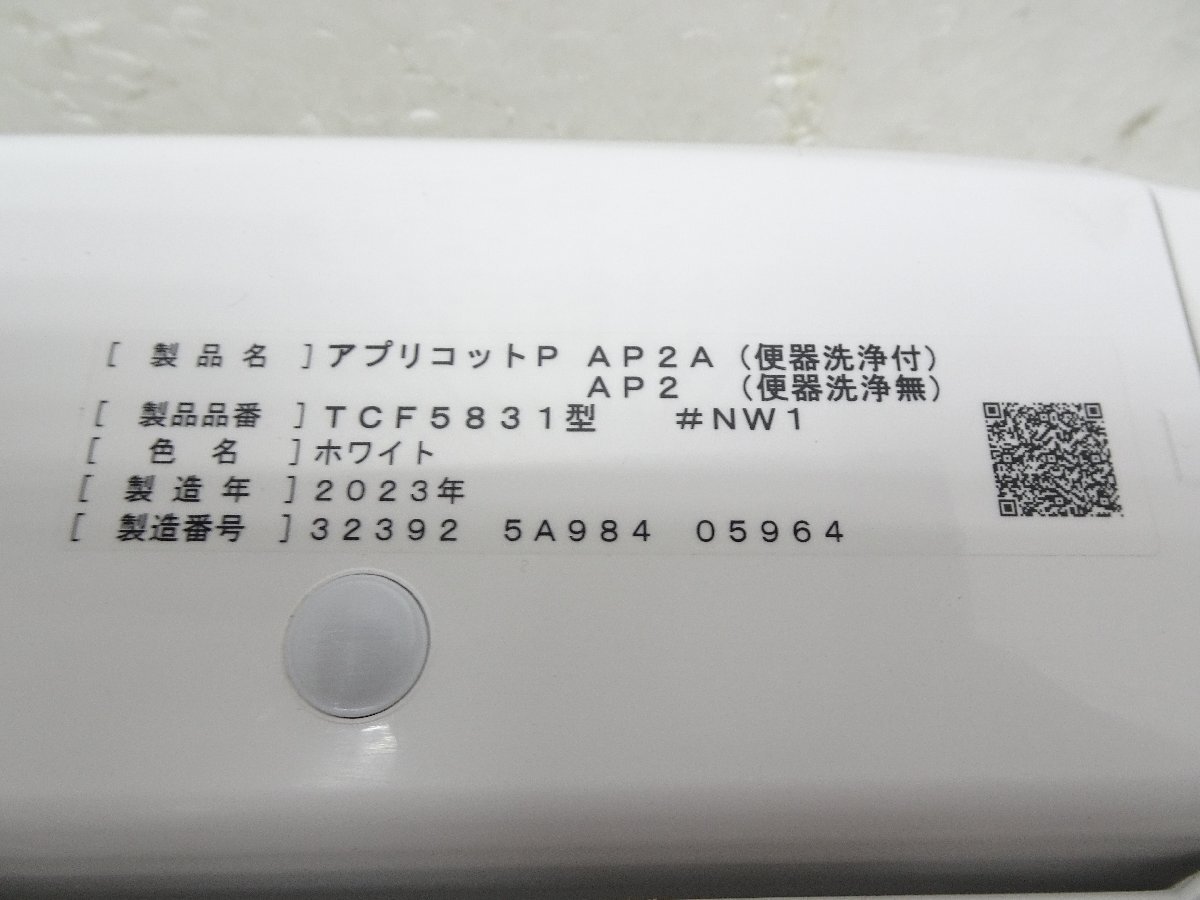 [ 製品名 ] アプリコットP AP2A (便器洗浄付)
AP2 (便器洗浄無)
[ 製品品番 ] TCF5831型 #NW1
[ 色名 ] ホワイト
[ 製造年 ] 2023年
[ 製造番号 ] 32392 5A984 05964